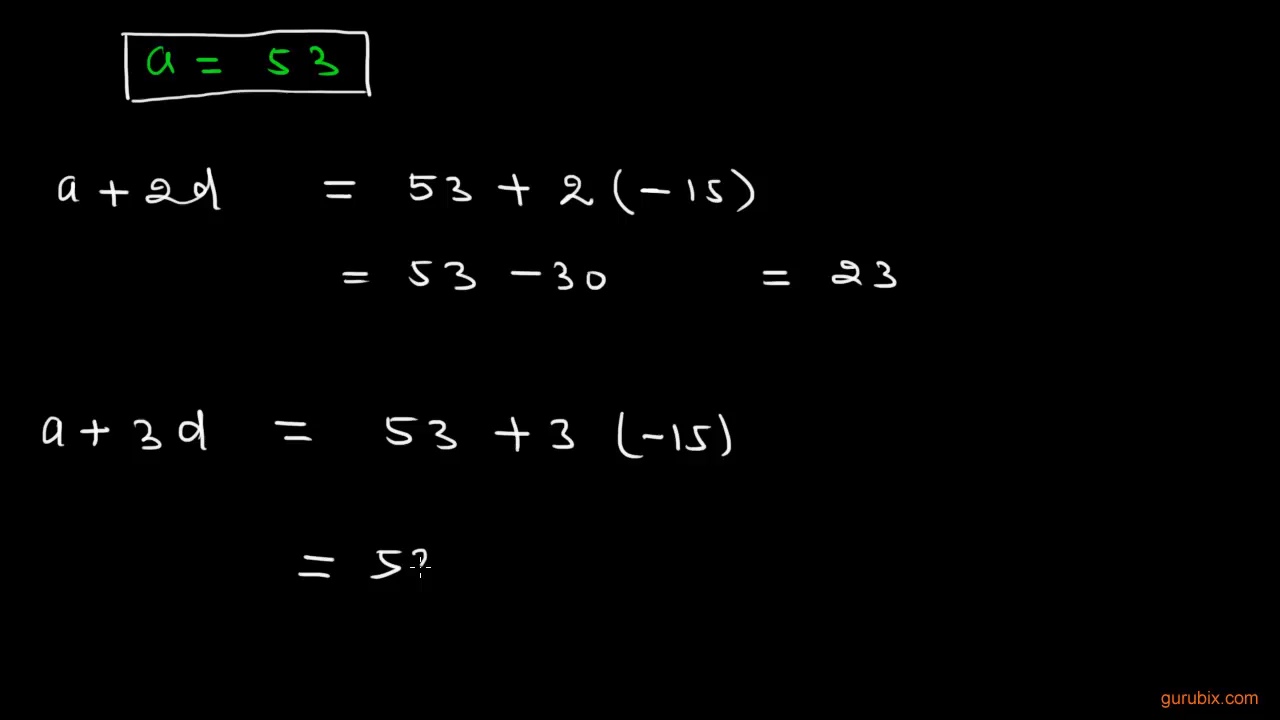 a = 53
a + 2d = 53 + 2 (-15)
= 53 - 30 = 23
a + 3d = 53 + 3 (-15)
= 5
gurubix.com